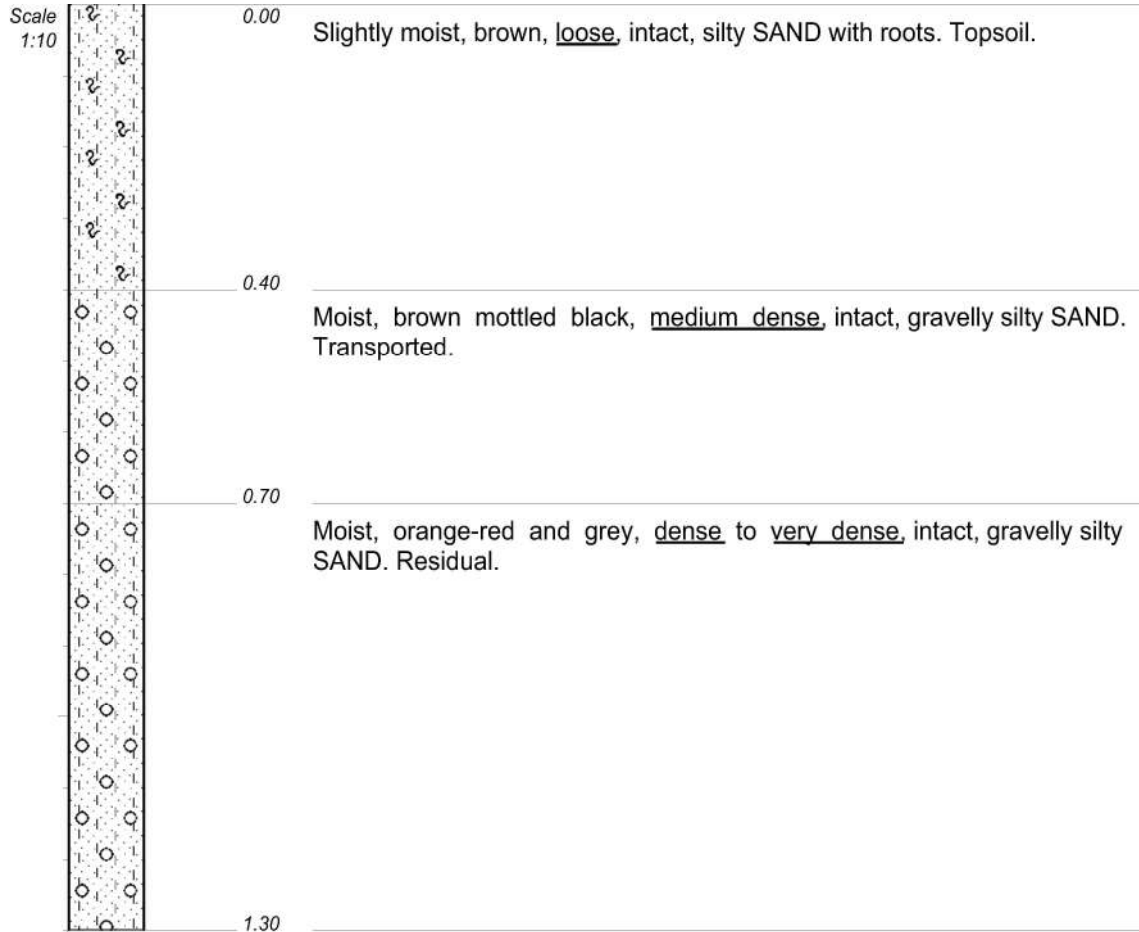 Scale
1:10
0.00
Slightly moist, brown, loose, intact, silty SAND with roots. Topsoil.
0.40
Moist, brown mottled black, medium dense, intact, gravelly silty SAND.
Transported.
0.70
Moist, orange-red and grey, dense to very dense, intact, gravelly silty
SAND. Residual.
1.30